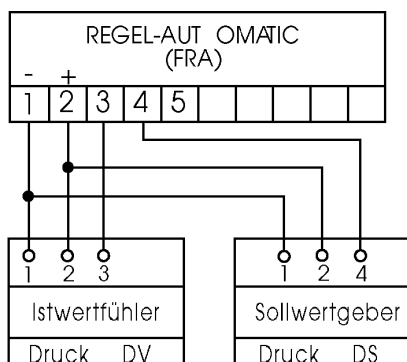 REGEL-AUT OMATIC
(FRA)
- +
1 2 3 4 5
1 2 3
1 2 4
Istwertfühler
Sollwertgeber
Druck DV
Druck DS